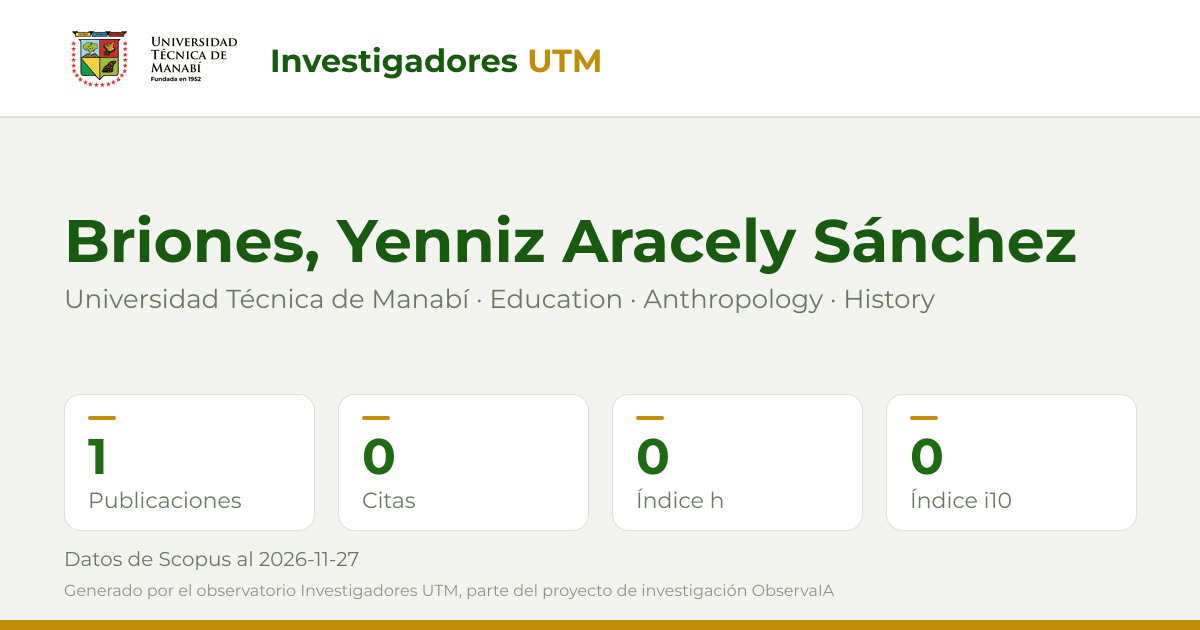 UNIVERSIDAD
TÉCNICA DE
MANABÍ
Fundada en 1952
Investigadores UTM
Briones, Yenniz Aracely Sánchez
Universidad Técnica de Manabí · Education · Anthropology · History
1
Publicaciones
0
Citas
0
Índice h
0
Índice i10
Datos de Scopus al 2026-11-27
Generado por el observatorio Investigadores UTM, parte del proyecto de investigación ObservaIA